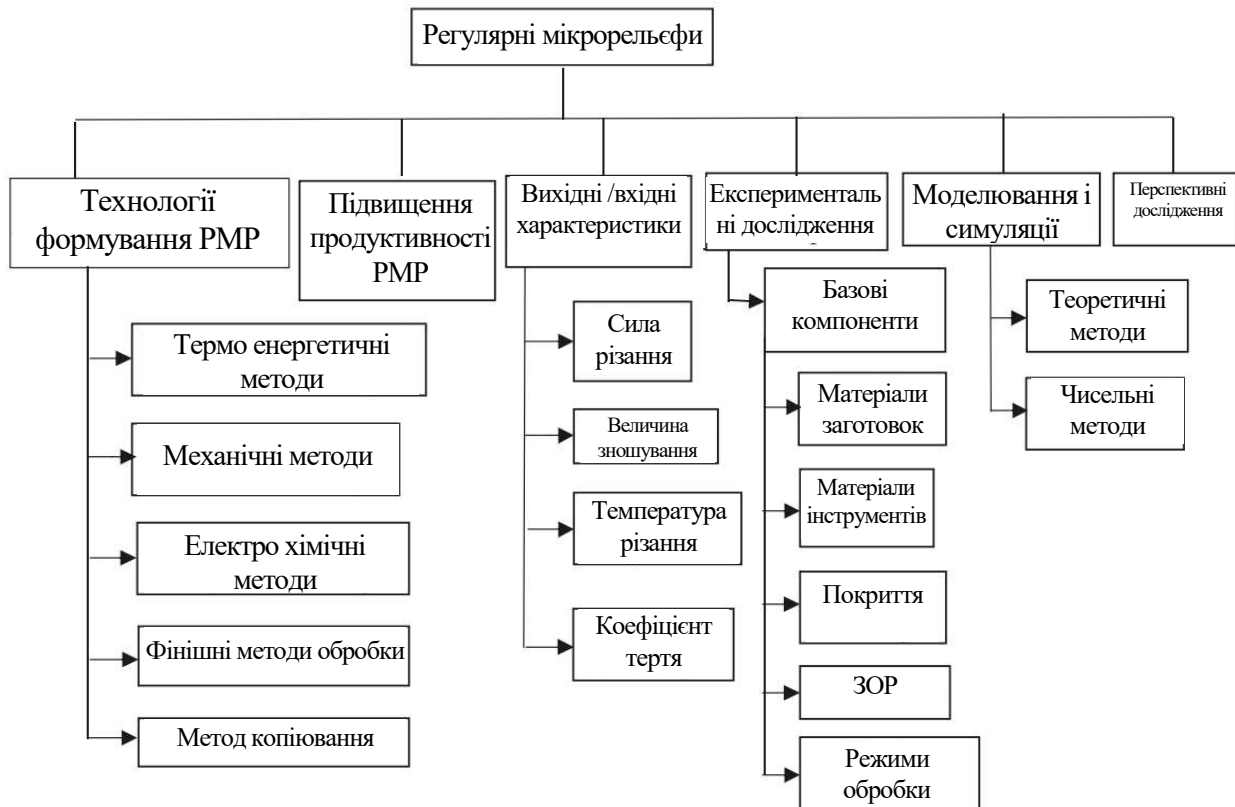 Регулярні мікрорельєфи
Технології
формування РМР
Підвищення
продуктивності
РМР
Вихідні /вхідні
характеристики
Експерименталь
ні дослідження
Моделювання і
симуляції
Перспективні
дослідження
Термо енергетичні
методи
Механічні методи
Електро хімічні
методи
Фінішні методи обробки
Метод копіювання
Сила
різання
Величина
зношування
Температура
різання
Коефіцієнт
тертя
Базові
компоненти
Матеріали
заготовок
Матеріали
інструментів
Покриття
ЗОР
Режими
обробки
Теоретичні
методи
Чисельні
методи